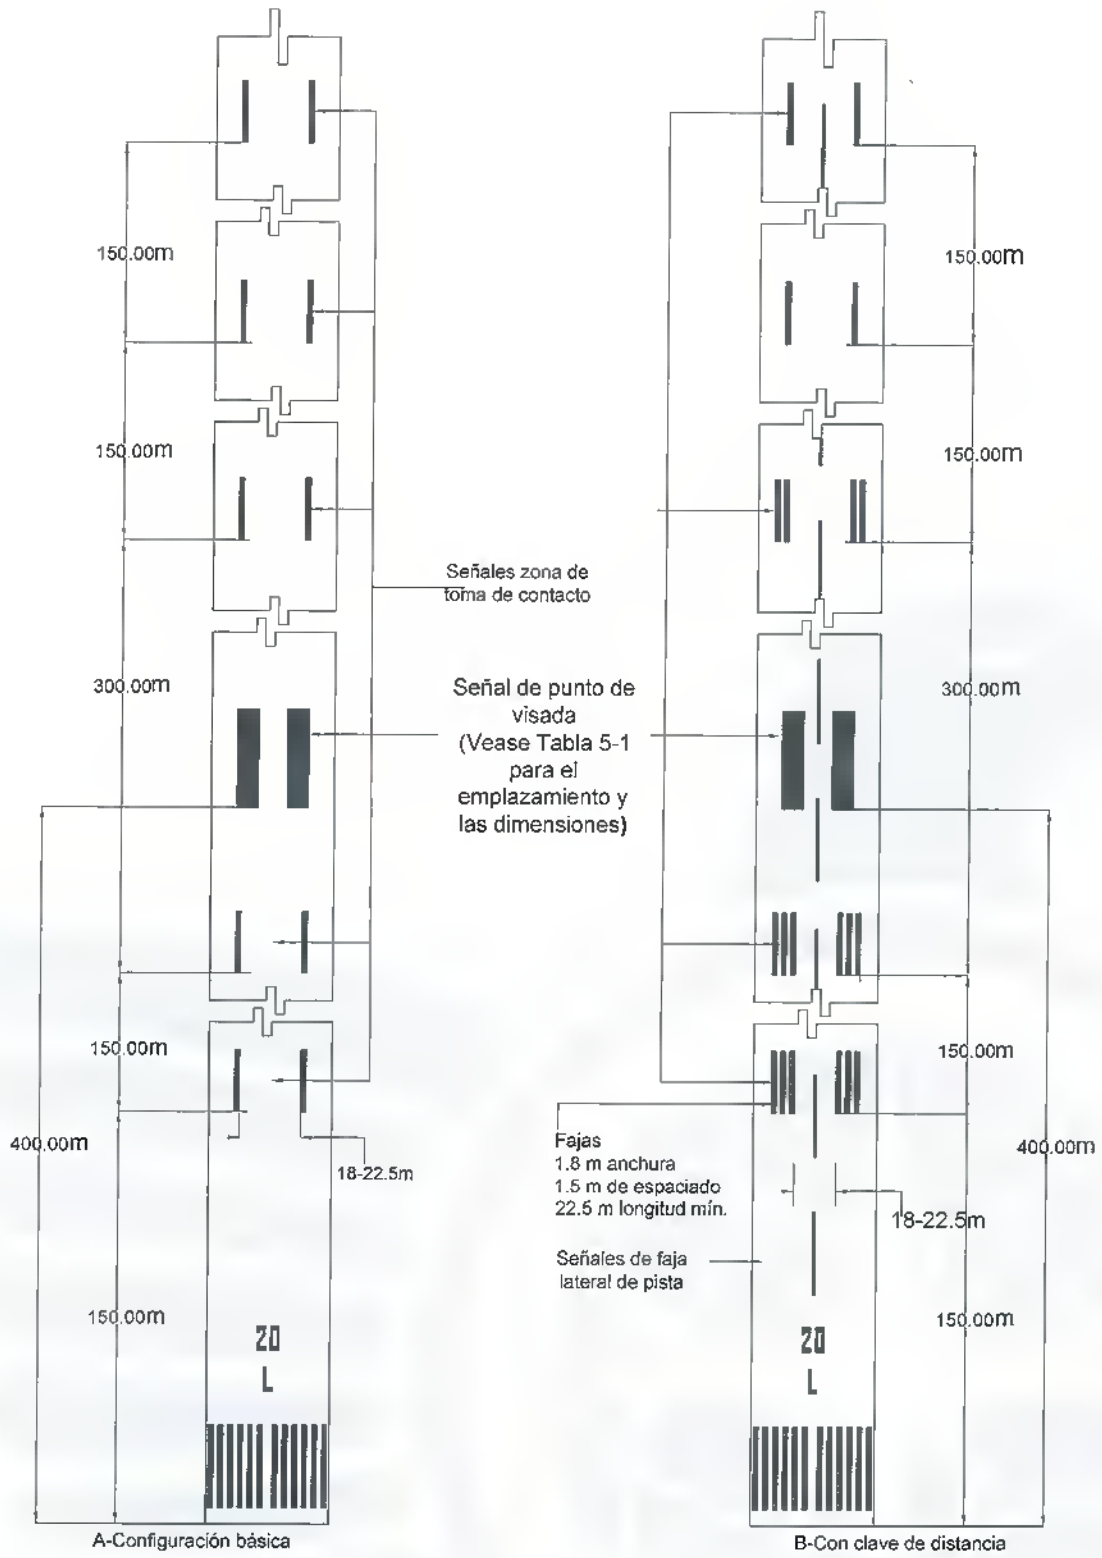 150.00m
150.00m
150.00m
150.00m
Señales zona de
toma de contacto
300.00m
Señal de punto de
visada
(Vease Tabla 5-1
para el
emplazamiento y
las dimensiones)
300.00m
150.00m
150.00m
400.00m
18-22.5m
Fajas
1.8 m anchura
1.5 m de espaciado
22.5 m longitud mín.
400.00m
18-22.5m
Señales de faja
lateral de pista
150.00m
150.00m
20
L
20
L
A-Configuración básica
B-Con clave de distancia